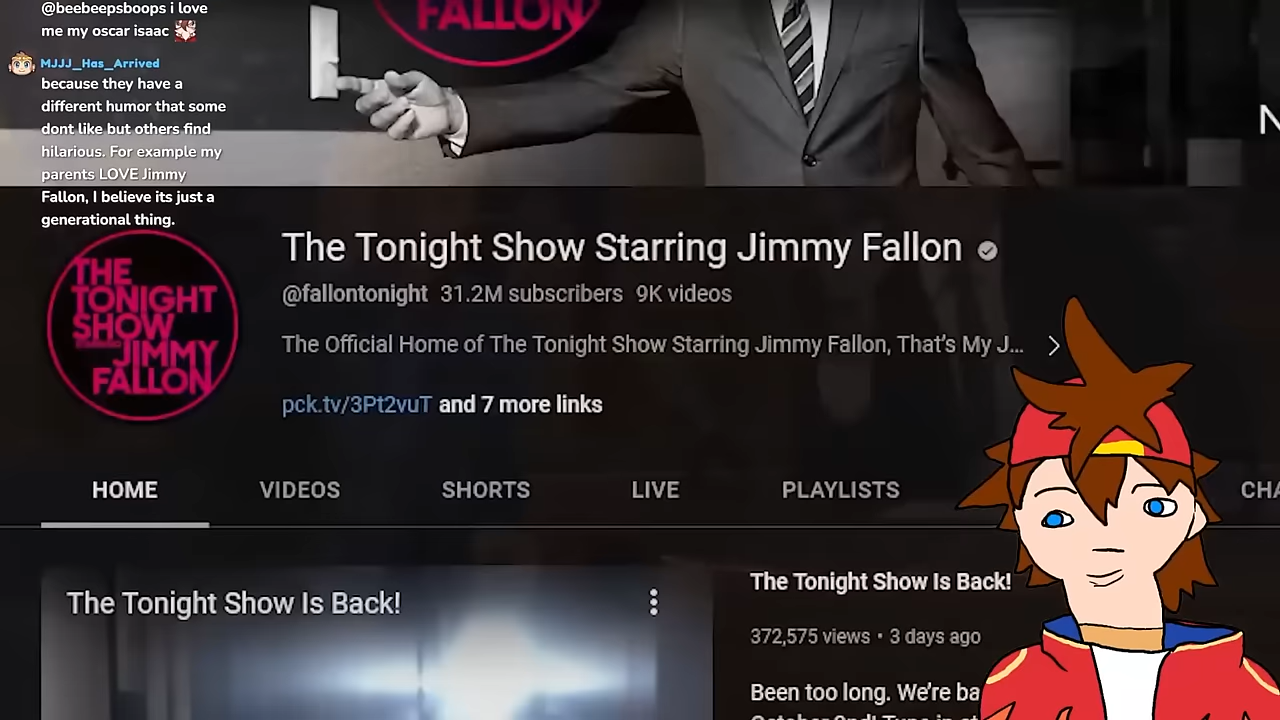 @beebeepsboops i love
me my oscar isaac
MJJJ_Has_Arrived
because they have a
different humor that some
dont like but others find
hilarious. For example my
parents LOVE Jimmy
Fallon, I believe its just a
generational thing.
FALLON
N
The Tonight Show Starring Jimmy Fallon
@fallontonight 31.2M subscribers 9K videos
The Official Home of The Tonight Show Starring Jimmy Fallon, That's My J...
pck.tv/3Pt2vuT and 7 more links
THE
TONIGHT
SHOW
JIMMY
FALLON
HOME VIDEOS SHORTS LIVE PLAYLISTS CHA
The Tonight Show Is Back!
The Tonight Show Is Back!
372,575 views • 3 days ago
Been too long. We're ba